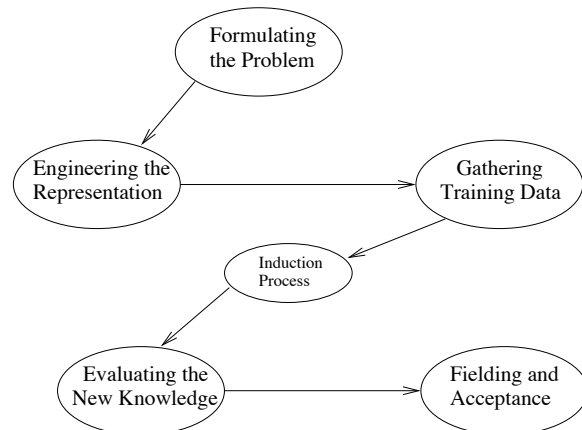 Formulating
the Problem
Engineering the
Representation
Gathering
Training Data
Induction
Process
Evaluating the
New Knowledge
Fielding and
Acceptance